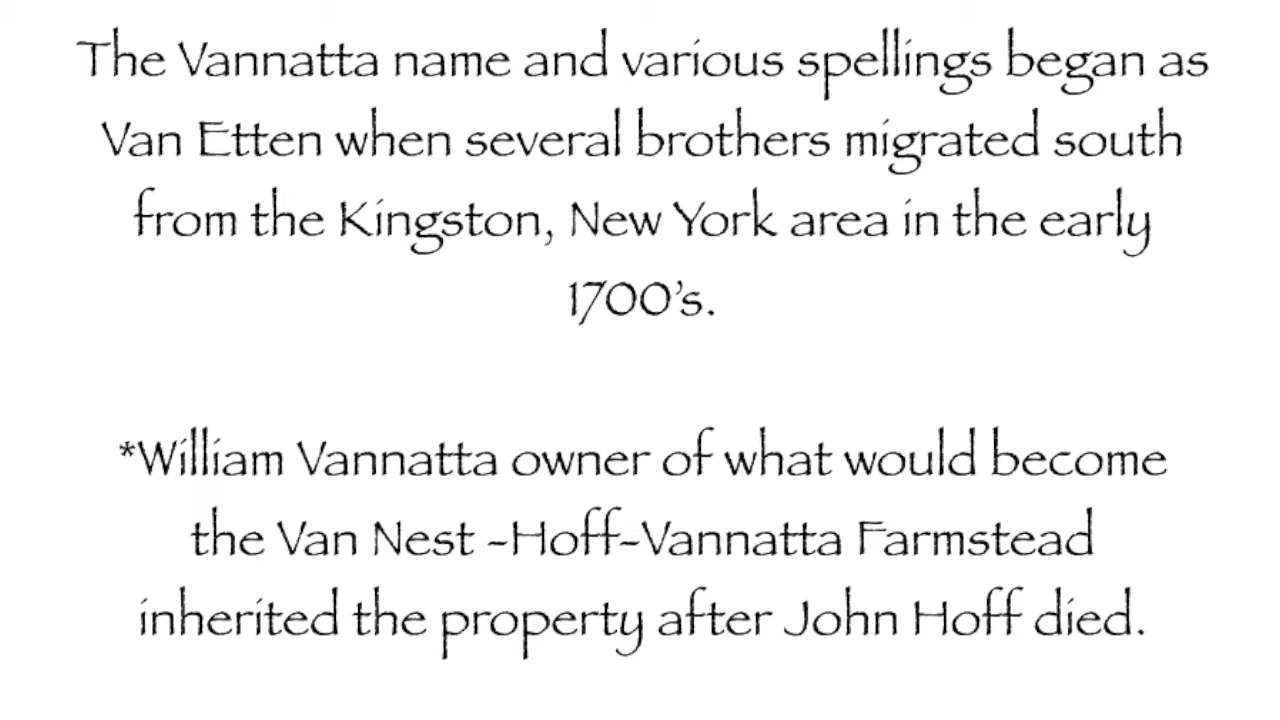 The Vannatta name and various spellings began as
Van Etten when several brothers migrated south
from the Kingston, New York area in the early
1700's.
*William Vannatta owner of what would become
the Van Nest -Hoff-Vannatta Farmstead
inherited the property after John Hoff died.